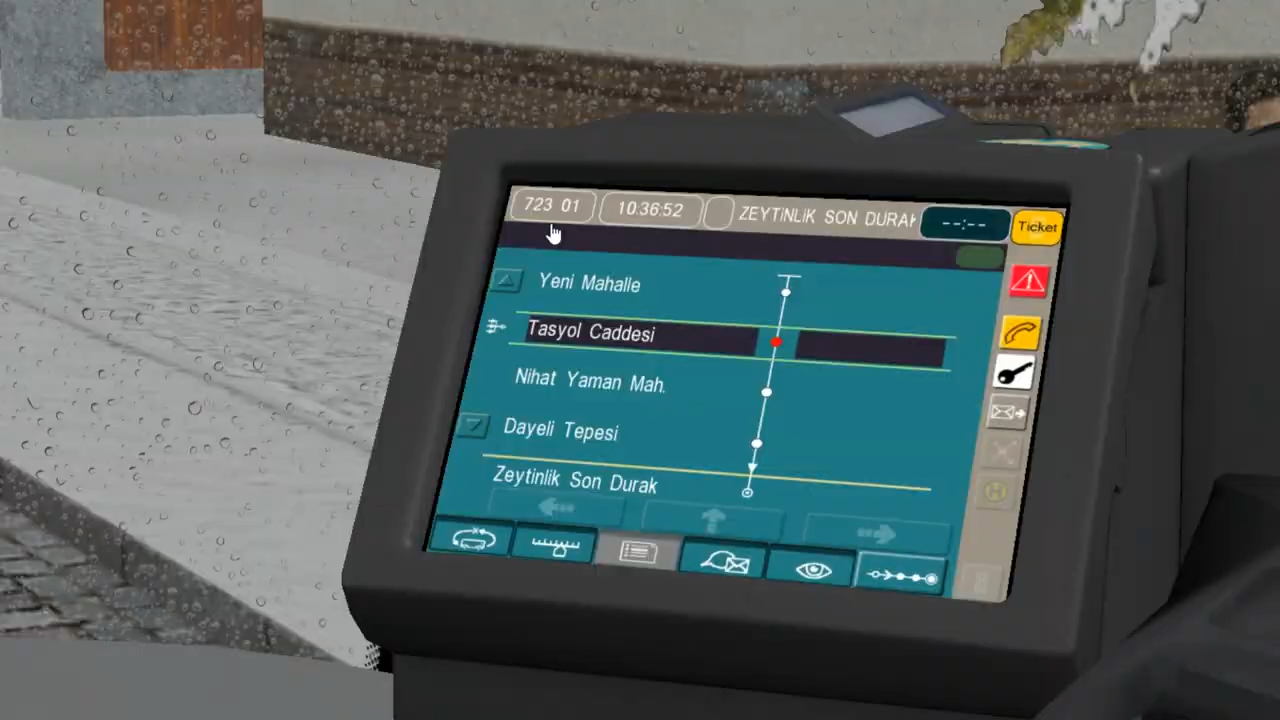 723 01 10:36:52 ZEYTINLIK SON DURAK --:-- Ticket
Yeni Mahalle
Tasyol Caddesi
Nihat Yaman Mah.
Dayeli Tepesi
Zeytinlik Son Durak